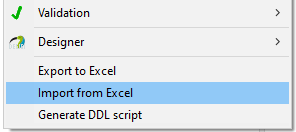 Validation
Designer
Export to Excel
Import from Excel
Generate DDL script